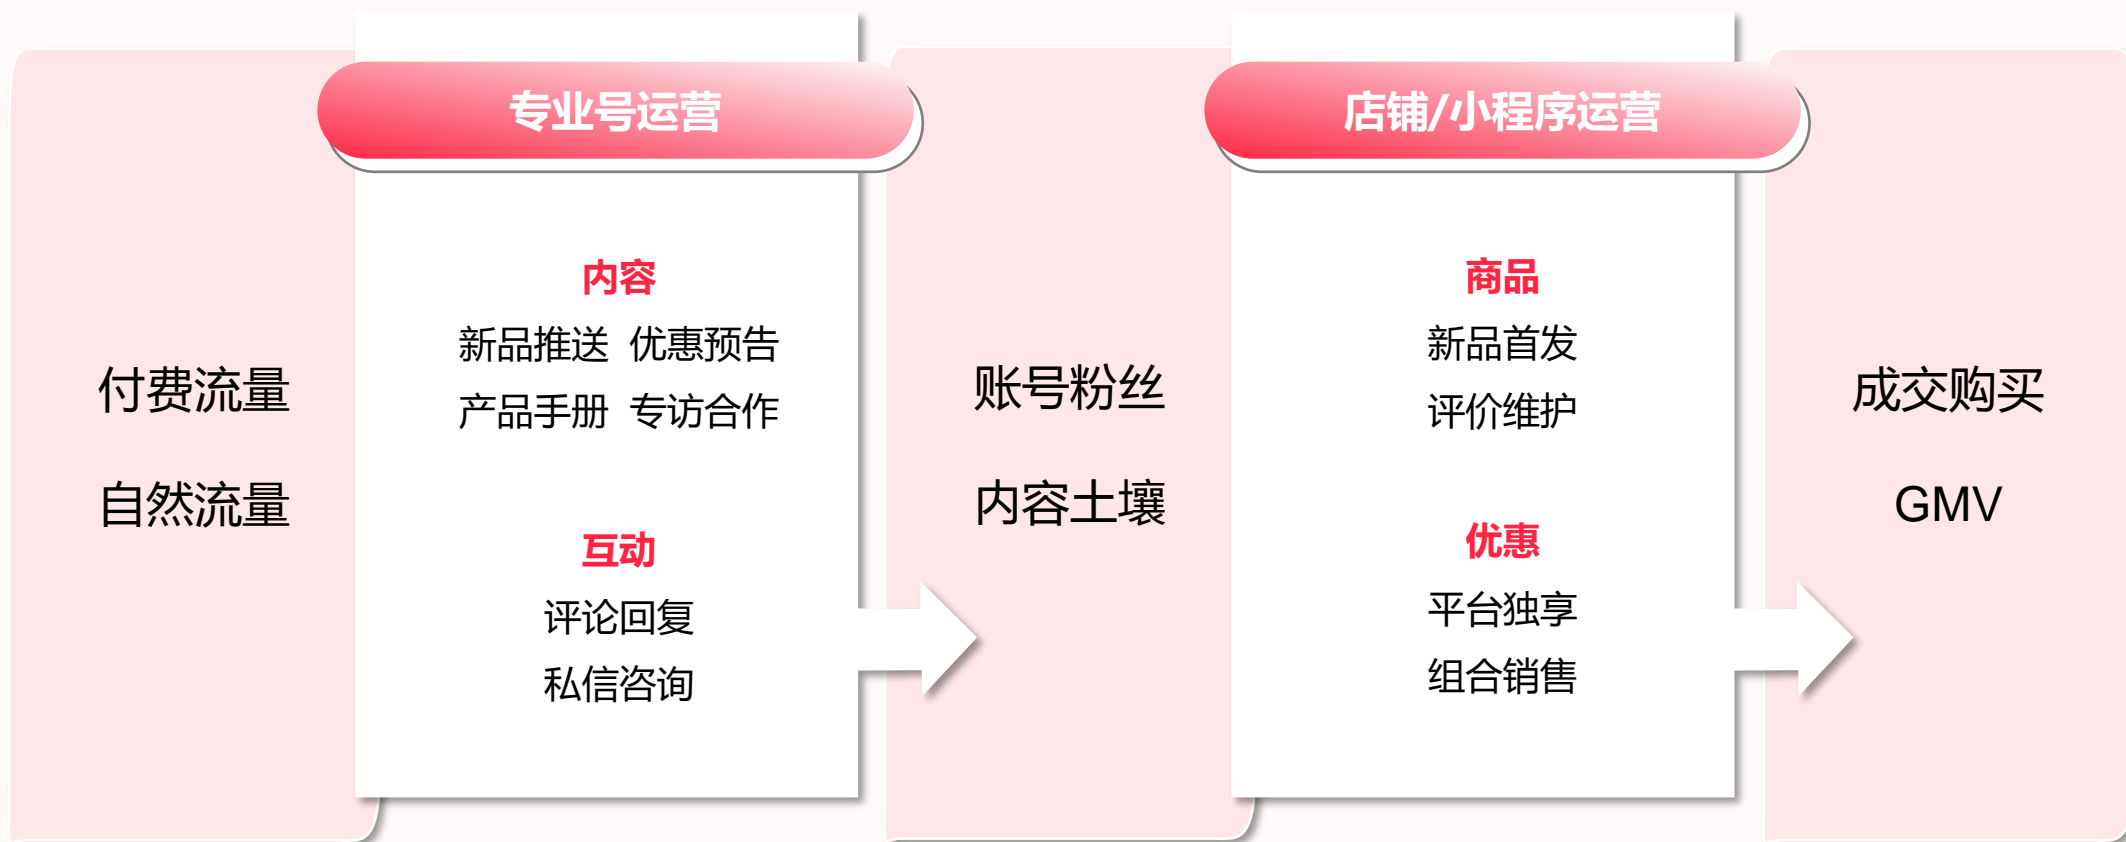 付费流量
自然流量
专业号运营
内容
新品推送 优惠预告
产品手册 专访合作
互动
评论回复
私信咨询
账号粉丝
内容土壤
店铺/小程序运营
商品
新品首发
评价维护
优惠
平台独享
组合销售
成交购买
GMV